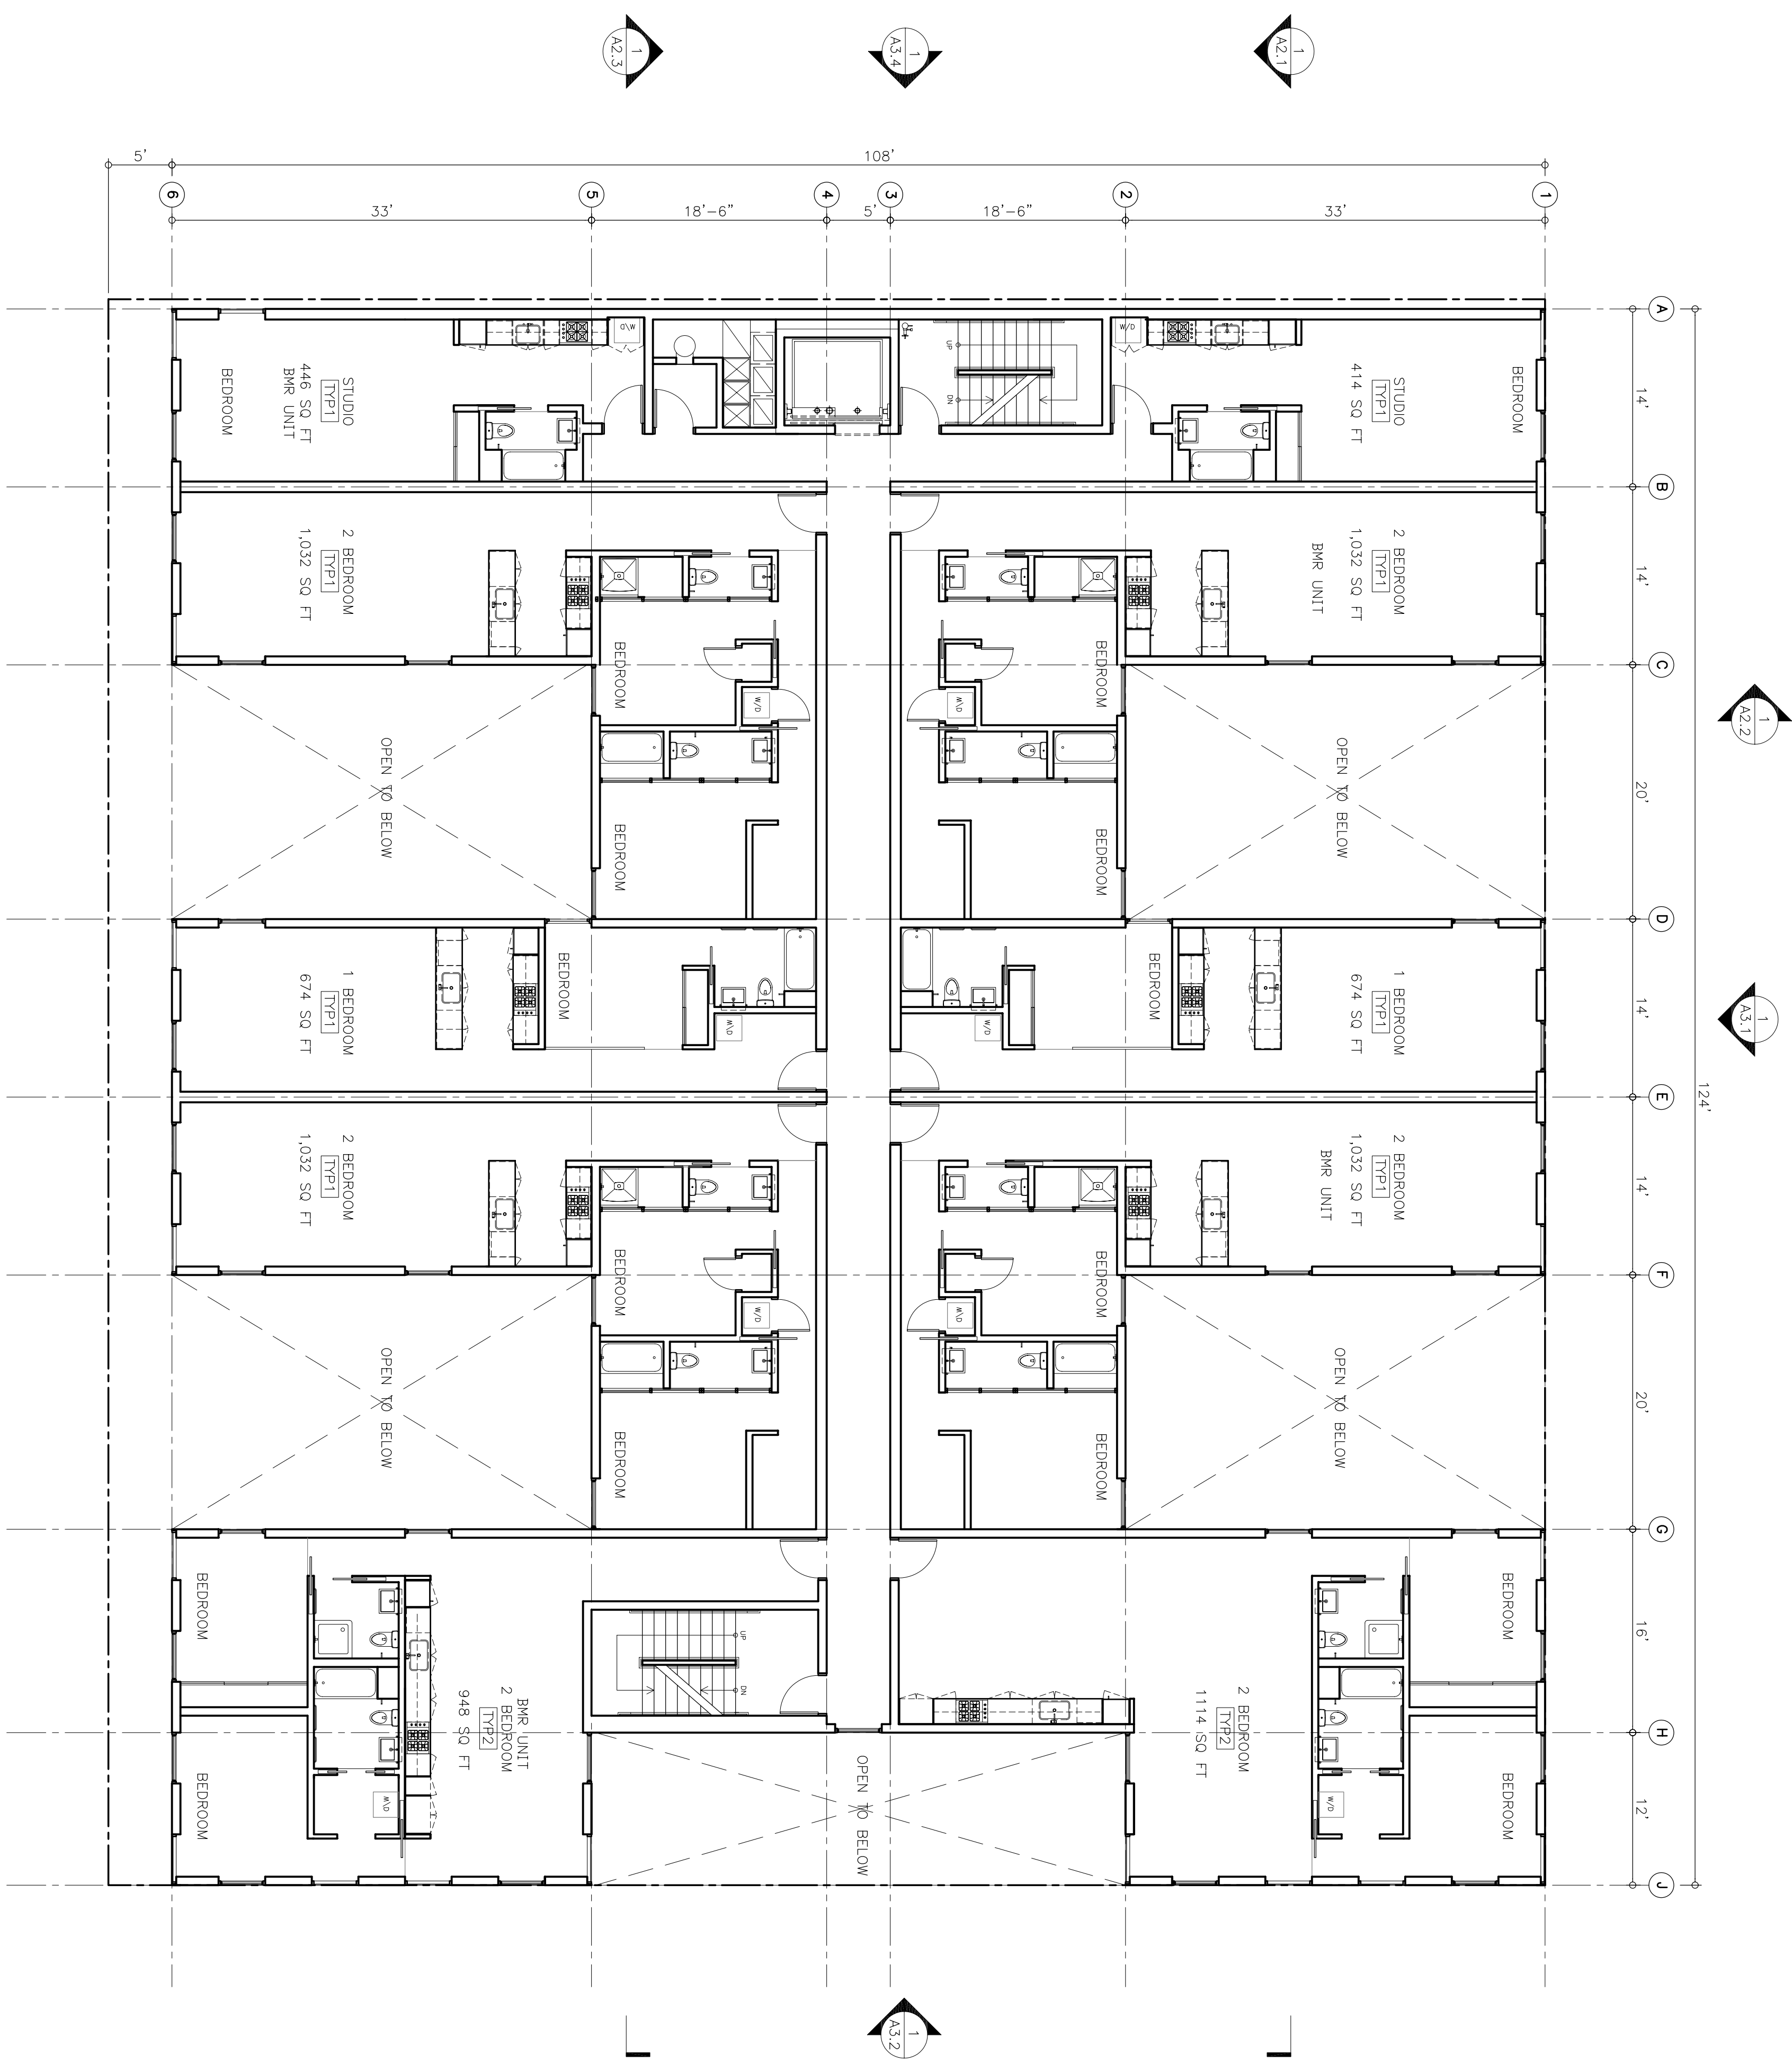 1
A2.3
1
A3.4
1
A2.1
1
A2.2
1
A3.1
1
A3.2
5'
108'
6
5
4
3
2
1
33'
18'-6"
5'
18'-6"
33'
A
B
C
D
E
F
G
H
J
14'
14'
20'
14'
14'
20'
16'
12'
124'
STUDIO
TYP1
446 SQ FT
BMR UNIT
BEDROOM
W/D
UP
DN
W/D
STUDIO
TYP1
414 SQ FT
BEDROOM
2 BEDROOM
TYP1
1,032 SQ FT
BEDROOM
W/D
BEDROOM
OPEN TO BELOW
2 BEDROOM
TYP1
1,032 SQ FT
BMR UNIT
BEDROOM
W/D
BEDROOM
OPEN TO BELOW
1 BEDROOM
TYP1
674 SQ FT
BEDROOM
W/D
1 BEDROOM
TYP1
674 SQ FT
BEDROOM
W/D
2 BEDROOM
TYP1
1,032 SQ FT
BEDROOM
W/D
BEDROOM
OPEN TO BELOW
2 BEDROOM
TYP1
1,032 SQ FT
BMR UNIT
BEDROOM
W/D
BEDROOM
OPEN TO BELOW
BEDROOM
BEDROOM
W/D
BMR UNIT
2 BEDROOM
TYP2
948 SQ FT
UP
DN
OPEN TO BELOW
2 BEDROOM
TYP2
1114 SQ FT
W/D
BEDROOM
BEDROOM